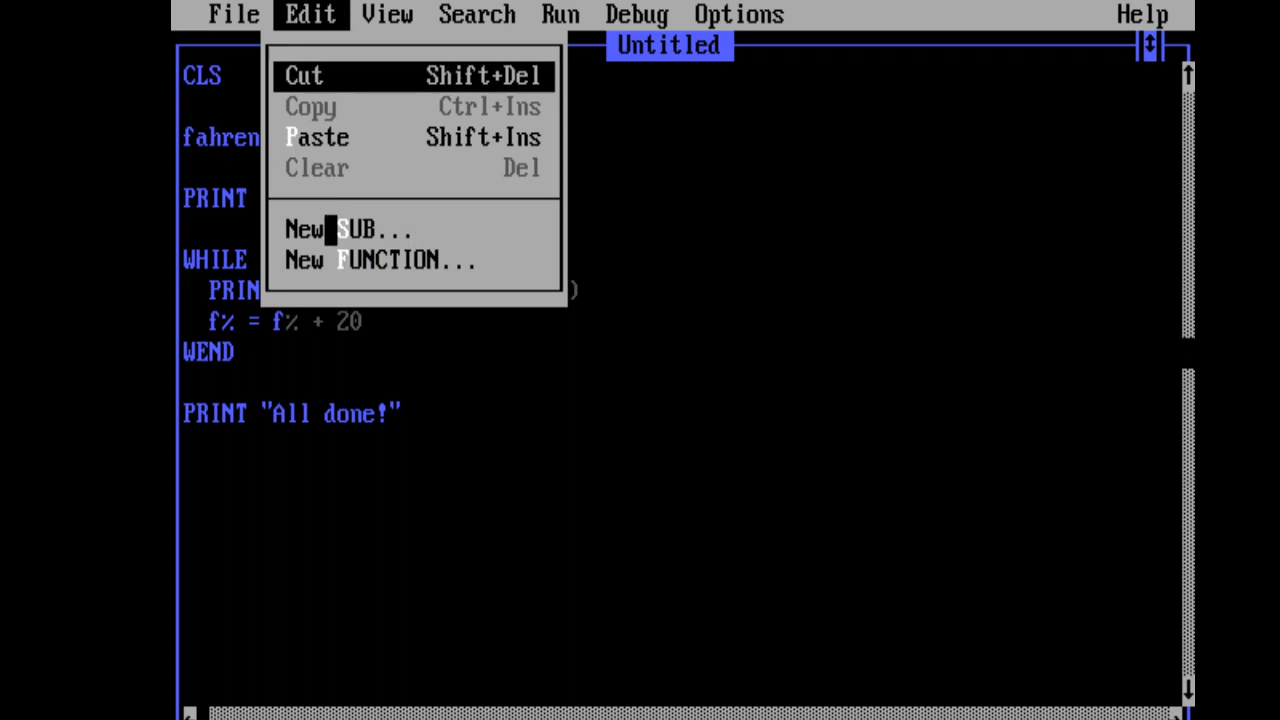 File Edit View Search Run Debug Options Help
Untitled
Cut Shift+Del
Copy Ctrl+Ins
Paste Shift+Ins
Clear Del
New SUB...
New FUNCTION...
CLS
fahren
PRINT
WHILE
PRIN )
f% = f% + 20
WEND
PRINT "All done!"